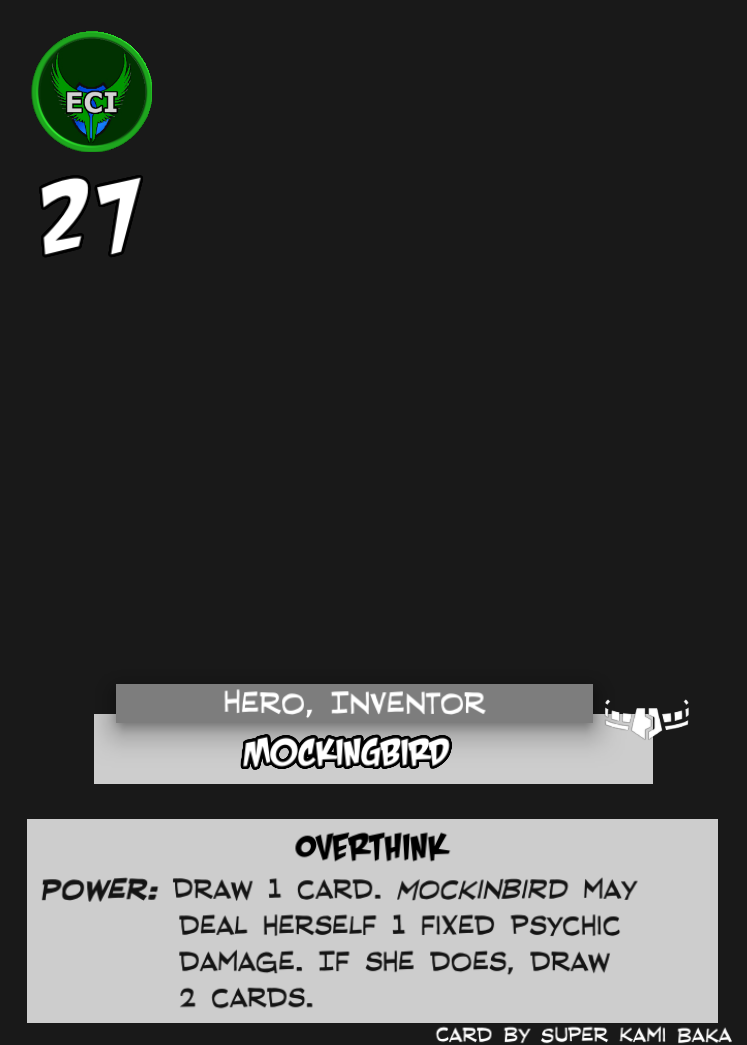 ECI
27
HERO, INVENTOR
MOCKINGBIRD
OVERTHINK
POWER: DRAW 1 CARD. MOCKINBIRD MAY
DEAL HERSELF 1 FIXED PSYCHIC
DAMAGE. IF SHE DOES, DRAW
2 CARDS.
CARD BY SUPER KAMI BAKA